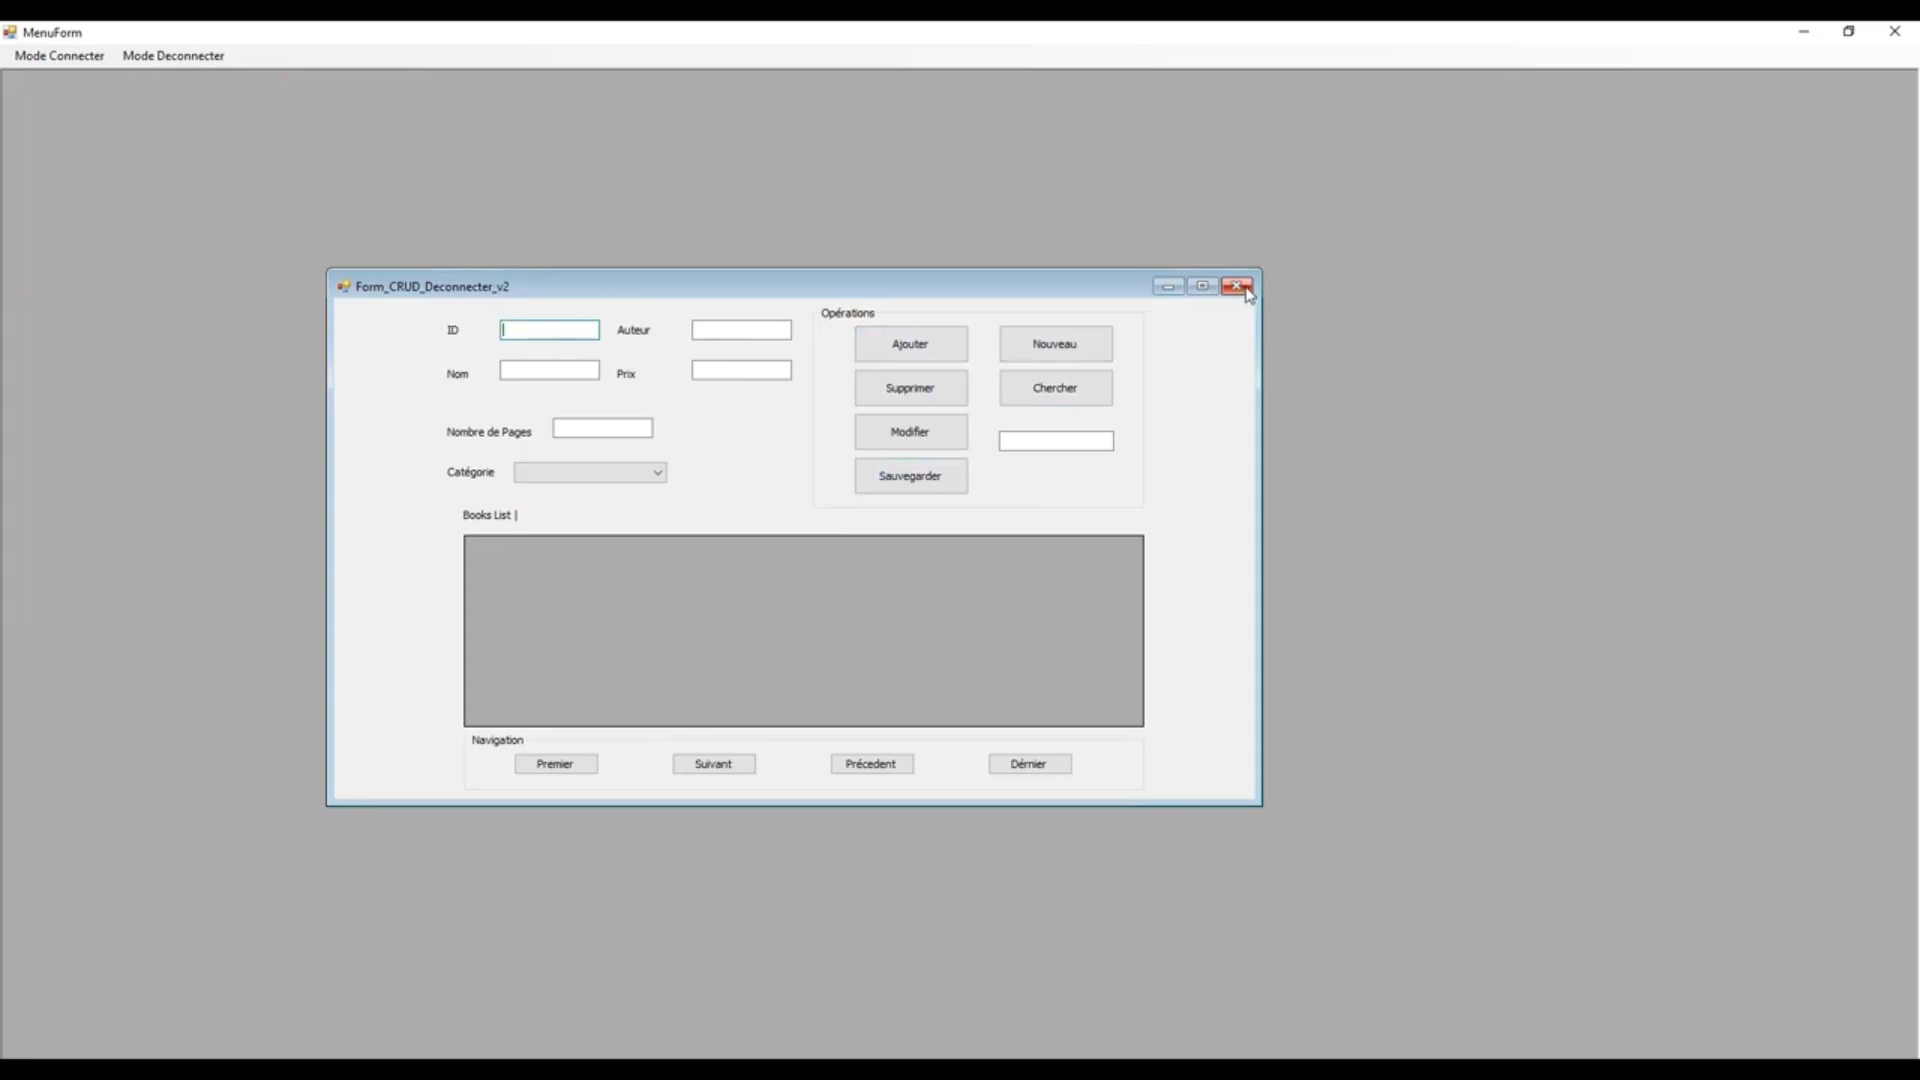 MenuForm
Mode Connecter Mode Deconnecter
Form_CRUD_Deconnecter_v2
Opérations
ID Auteur
Ajouter Nouveau
Nom Prix
Supprimer Chercher
Nombre de Pages
Modifier
Catégorie
Sauvegarder
Books List |
Navigation
Premier Suivant Précedent Dérnier